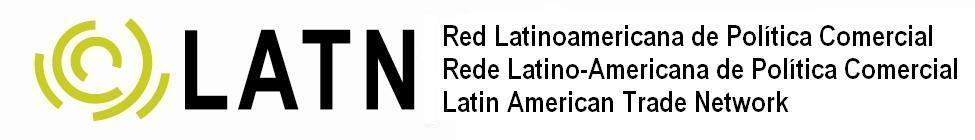 LATN
Red Latinoamericana de Política Comercial
Rede Latino-Americana de Política Comercial
Latin American Trade Network